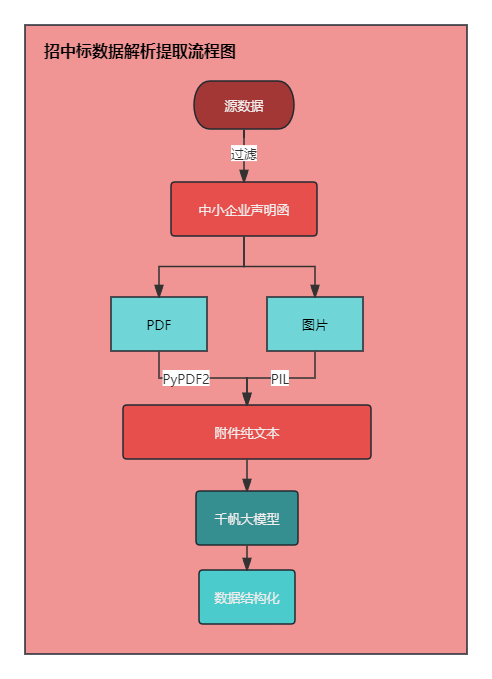 招中标数据解析提取流程图
源数据
过滤
中小企业声明函
PDF
图片
PyPDF2
PIL
附件纯文本
千帆大模型
数据结构化